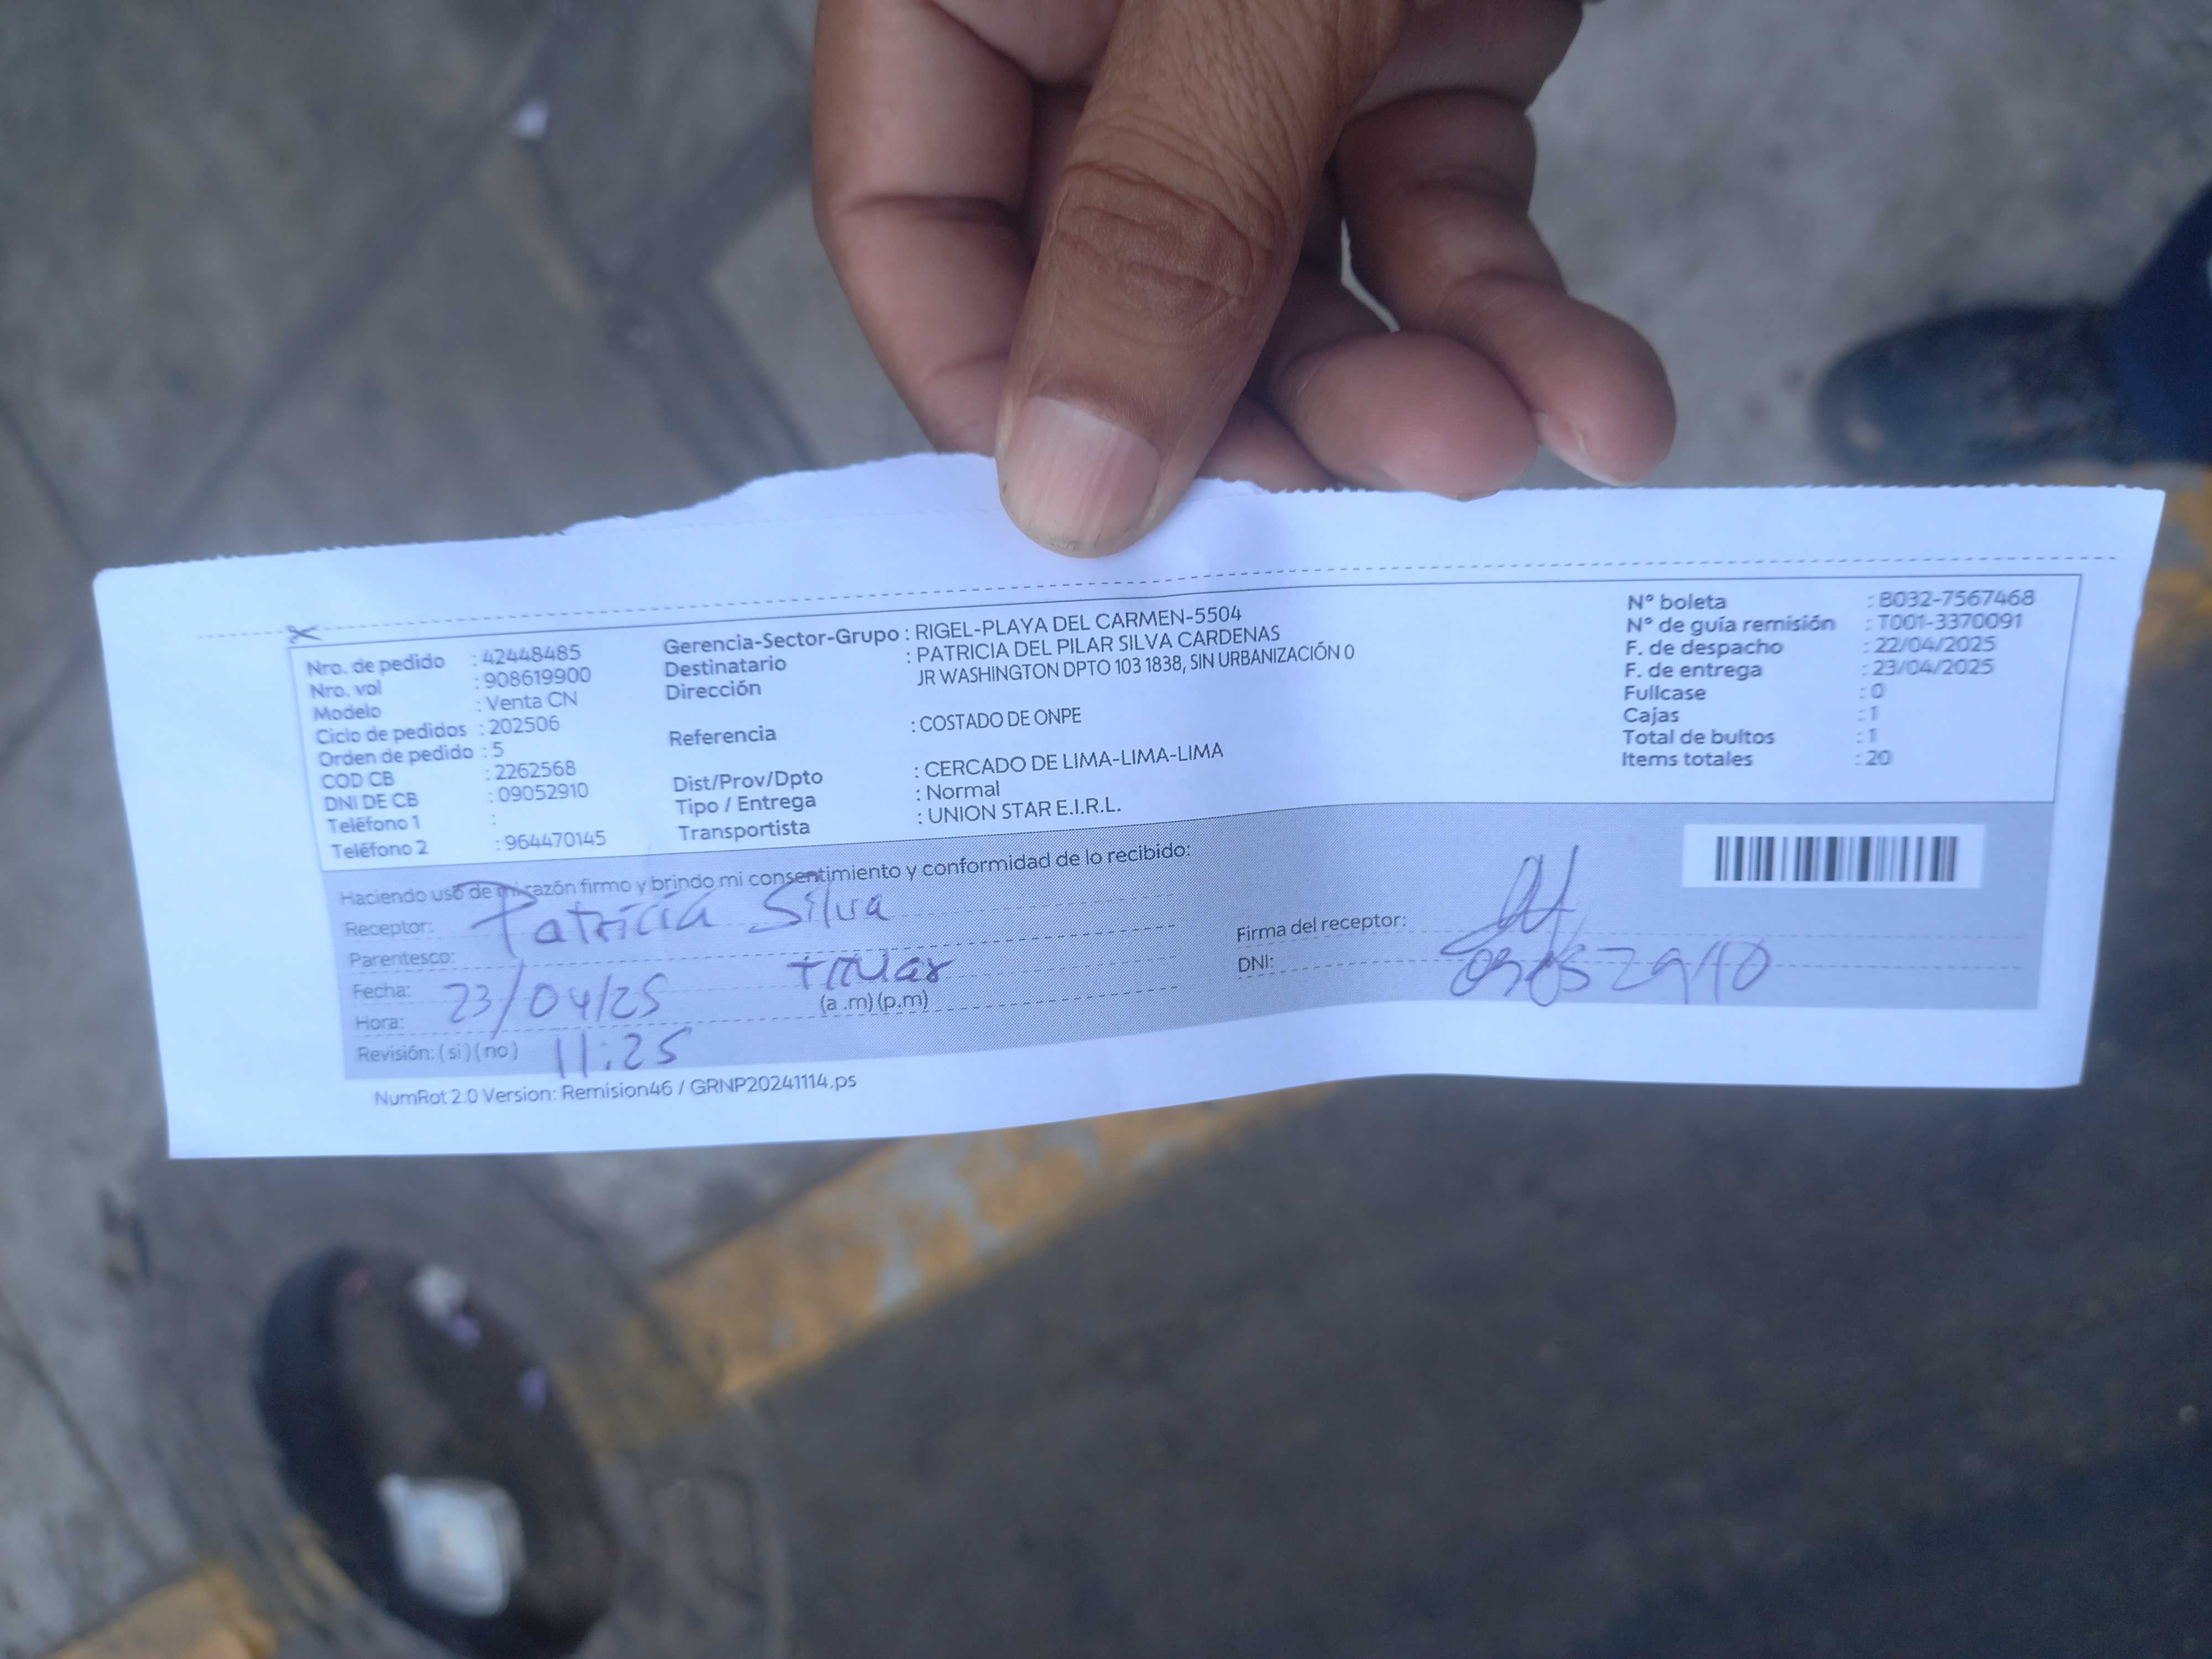 Nro. de pedido : 42448485
Nro. vol : 908619900
Modelo : Venta CN
Ciclo de pedidos : 202506
Orden de pedido : 5
COD CB : 2262568
DNI DE CB : 09052910
Teléfono 1 :
Teléfono 2 : 964470145
Gerencia-Sector-Grupo : RIGEL-PLAYA DEL CARMEN-5504
Destinatario : PATRICIA DEL PILAR SILVA CARDENAS
Dirección JR WASHINGTON DPTO 103 1838, SIN URBANIZACIÓN 0
Referencia : COSTADO DE ONPE
Dist/Prov/Dpto : CERCADO DE LIMA-LIMA-LIMA
Tipo / Entrega : Normal
Transportista : UNION STAR E.I.R.L.
N° boleta : B032-7567468
N° de guía remisión : T001-3370091
F. de despacho : 22/04/2025
F. de entrega : 23/04/2025
Fullcase : 0
Cajas : 1
Total de bultos : 1
Items totales : 20
Haciendo uso de mi razón firmo y brindo mi consentimiento y conformidad de lo recibido:
Receptor: Patricia Silva
Parentesco: titular
Fecha: 23/04/25
Hora: 11:25 (a .m) (p.m)
Revisión: (si) (no)
Firma del receptor:
DNI: 09052910
NumRot 2.0 Version: Remision46 / GRNP20241114.ps